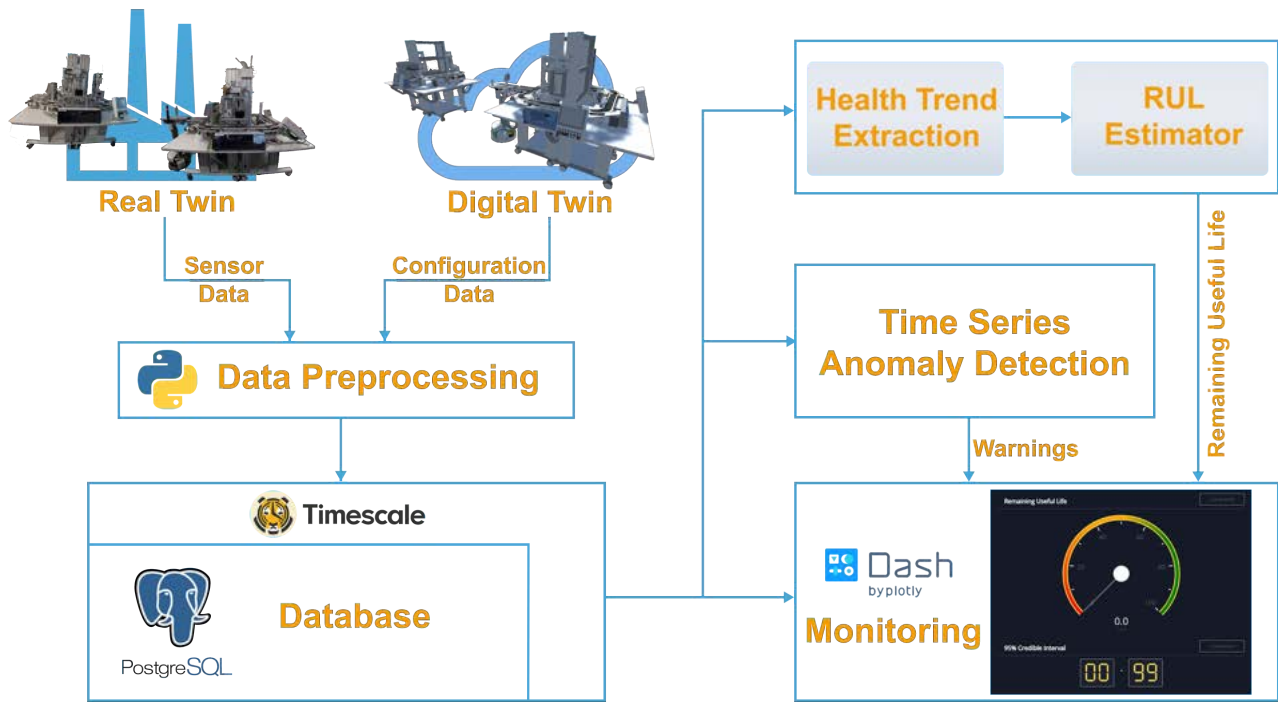 Real Twin
Digital Twin
Sensor
Data
Configuration
Data
Data Preprocessing
Timescale
PostgreSQL
Database
Health Trend
Extraction
RUL
Estimator
Time Series
Anomaly Detection
Remaining Useful Life
Warnings
Dash
by plotly
Monitoring
Remaining Useful Life
0.0
95% Credible Interval
00 - 99